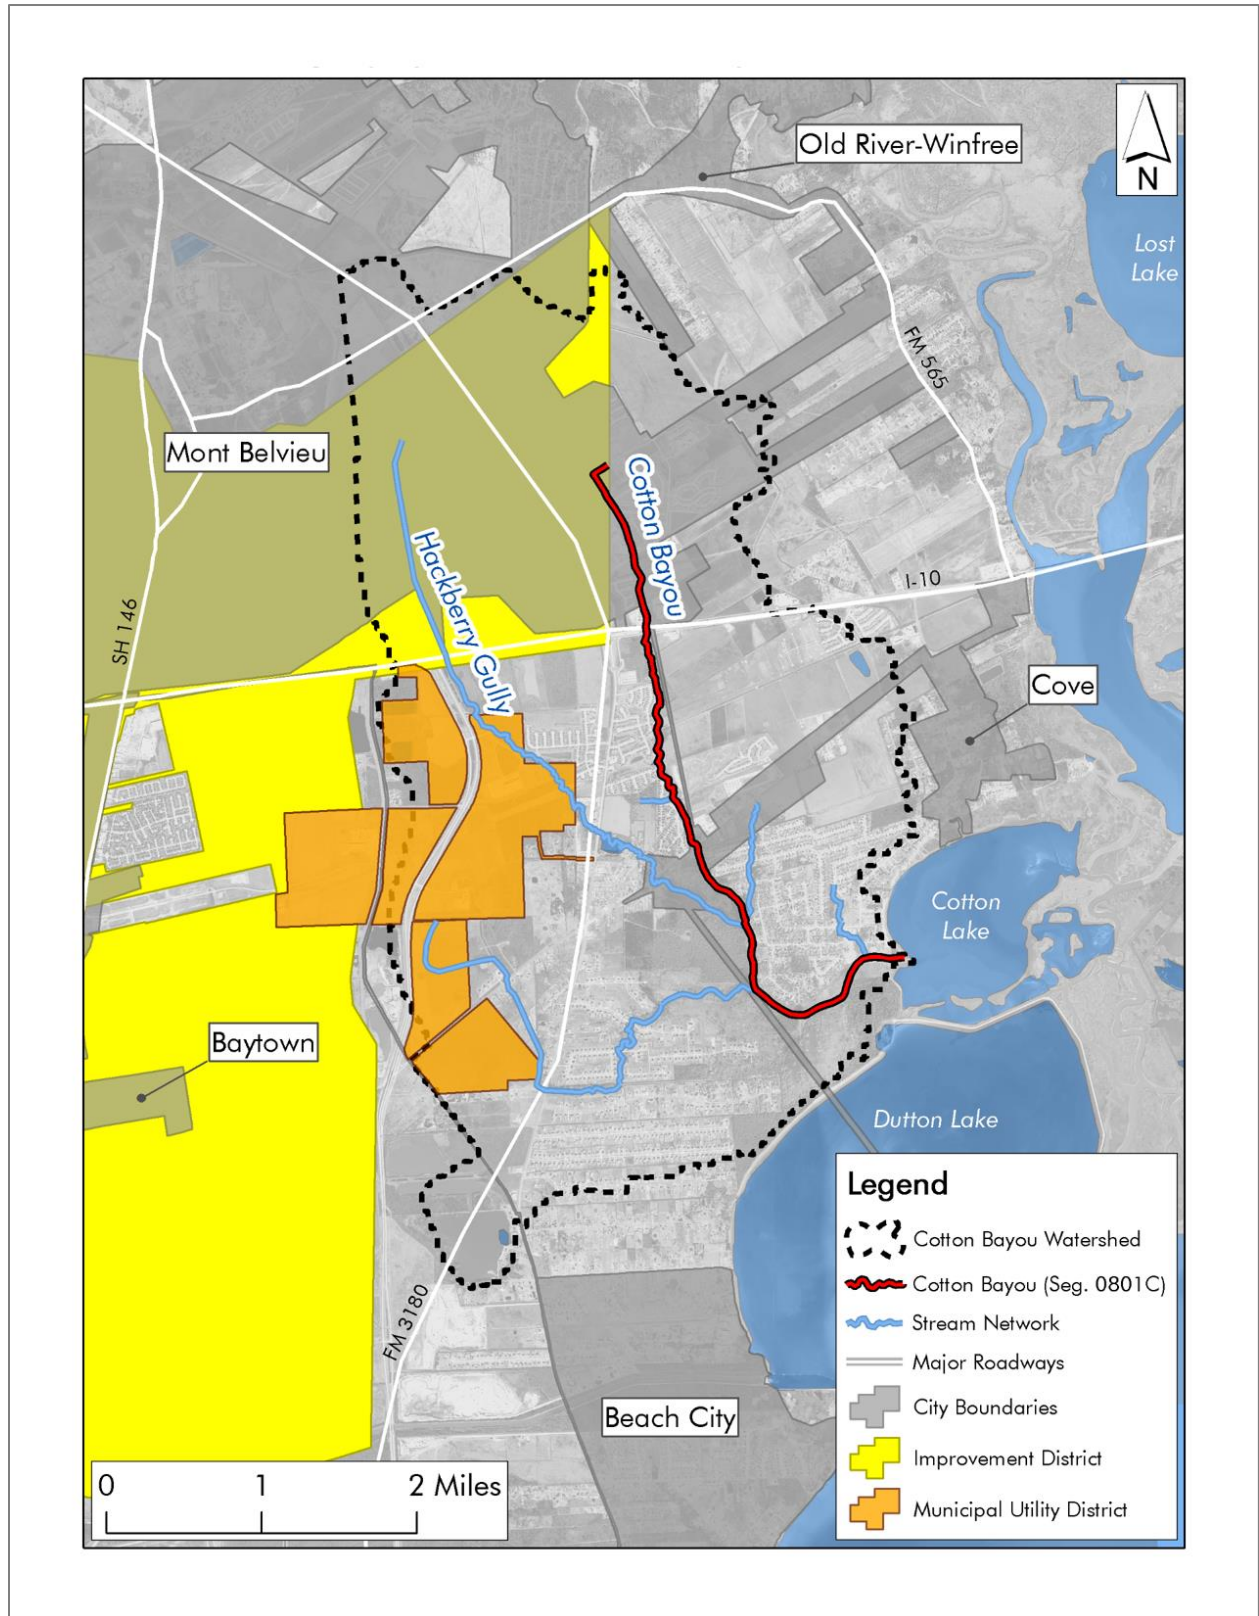 Old River-Winfree
N
Lost
Lake
FM 565
Mont Belvieu
Cotton Bayou
Hackberry Gully
I-10
SH 146
Cove
Cotton
Lake
Baytown
Dutton Lake
FM 3180
Beach City
Legend
Cotton Bayou Watershed
Cotton Bayou (Seg. 0801C)
Stream Network
Major Roadways
City Boundaries
Improvement District
Municipal Utility District
0 1 2 Miles